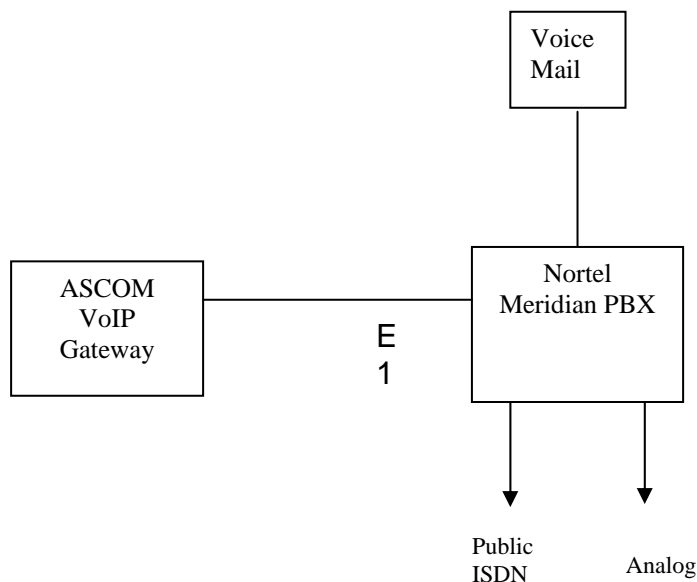 Voice
Mail
ASCOM
VoIP
Gateway
Nortel
Meridian PBX
E
1
Public
ISDN
Analog